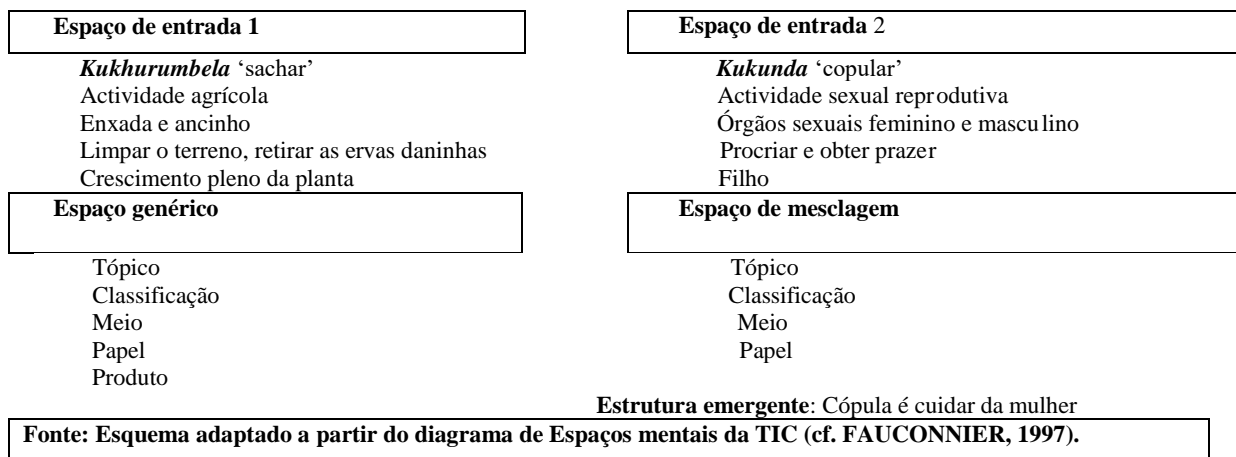 Espaço de entrada 1
Espaço de entrada 2
Kukhurumbela ‘sachar’
Actividade agrícola
Enxada e ancinho
Limpar o terreno, retirar as ervas daninhas
Crescimento pleno da planta
Kukunda ‘copular’
Actividade sexual reprodutiva
Órgãos sexuais feminino e masculino
Procriar e obter prazer
Filho
Espaço genérico
Espaço de mesclagem
Tópico
Classificação
Meio
Papel
Produto
Tópico
Classificação
Meio
Papel
Estrutura emergente: Cópula é cuidar da mulher
Fonte: Esquema adaptado a partir do diagrama de Espaços mentais da TIC (cf. FAUCONNIER, 1997).